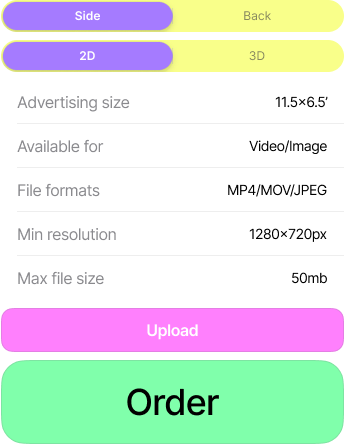 Side Back
2D 3D
Advertising size 11.5×6.5′
Available for Video/Image
File formats MP4/MOV/JPEG
Min resolution 1280×720px
Max file size 50mb
Upload
Order